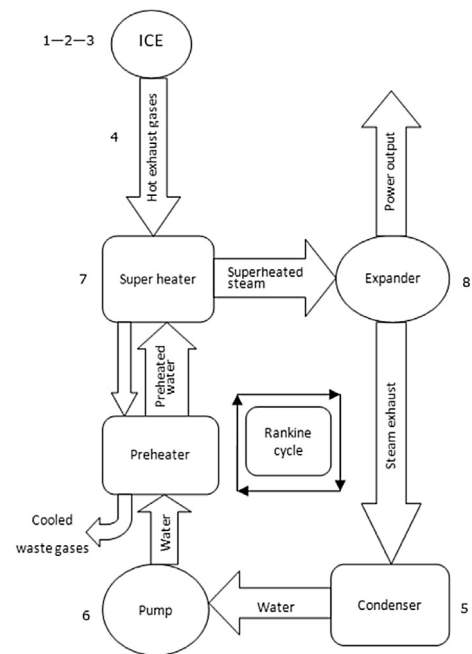 1—2—3
ICE
4
Hot exhaust gases
Power output
7
Super heater
Superheated
steam
Expander
8
Preheated
water
Steam exhaust
Preheater
Rankine
cycle
Cooled
waste gases
Water
6
Pump
Water
Condenser
5